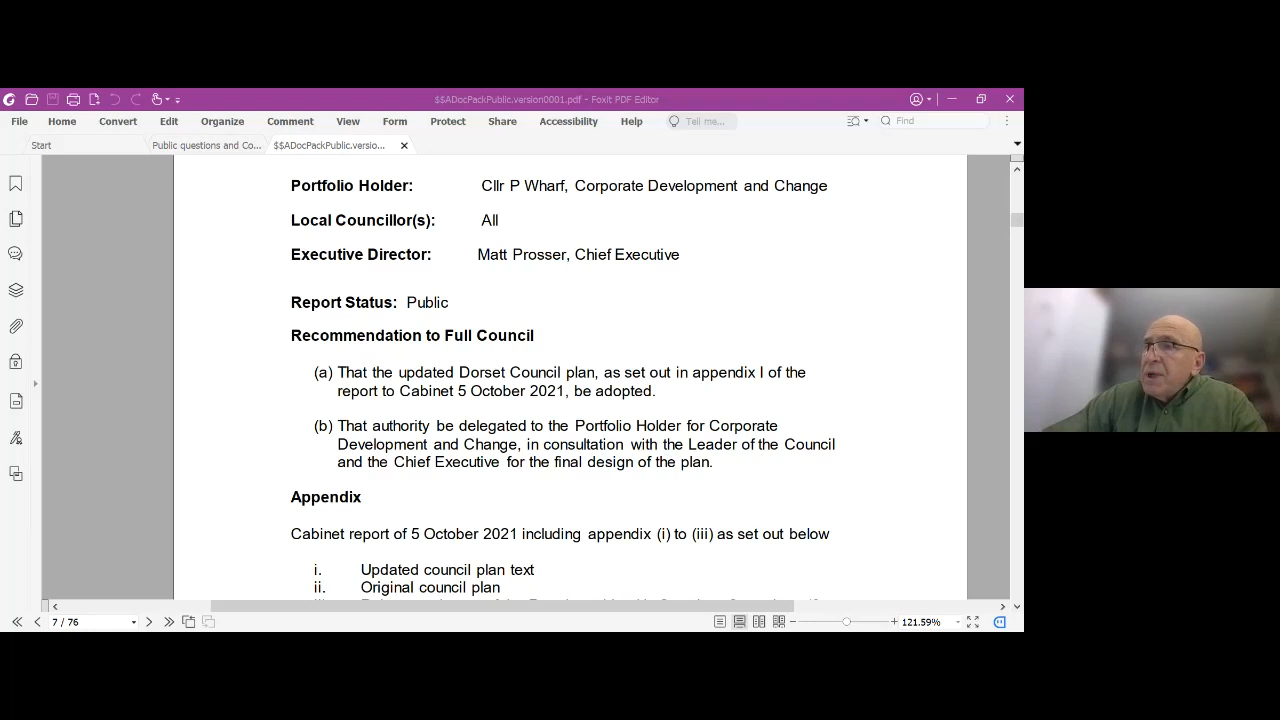 $$ADocPackPublic.version0001.pdf - Foxit PDF Editor
File Home Convert Edit Organize Comment View Form Protect Share Accessibility Help Tell me... Find
Start Public questions and Co... $$ADocPackPublic.versio...
Portfolio Holder: Cllr P Wharf, Corporate Development and Change
Local Councillor(s): All
Executive Director: Matt Prosser, Chief Executive
Report Status: Public
Recommendation to Full Council
(a) That the updated Dorset Council plan, as set out in appendix I of the
report to Cabinet 5 October 2021, be adopted.
(b) That authority be delegated to the Portfolio Holder for Corporate
Development and Change, in consultation with the Leader of the Council
and the Chief Executive for the final design of the plan.
Appendix
Cabinet report of 5 October 2021 including appendix (i) to (iii) as set out below
i. Updated council plan text
ii. Original council plan
7 / 76 121.59%